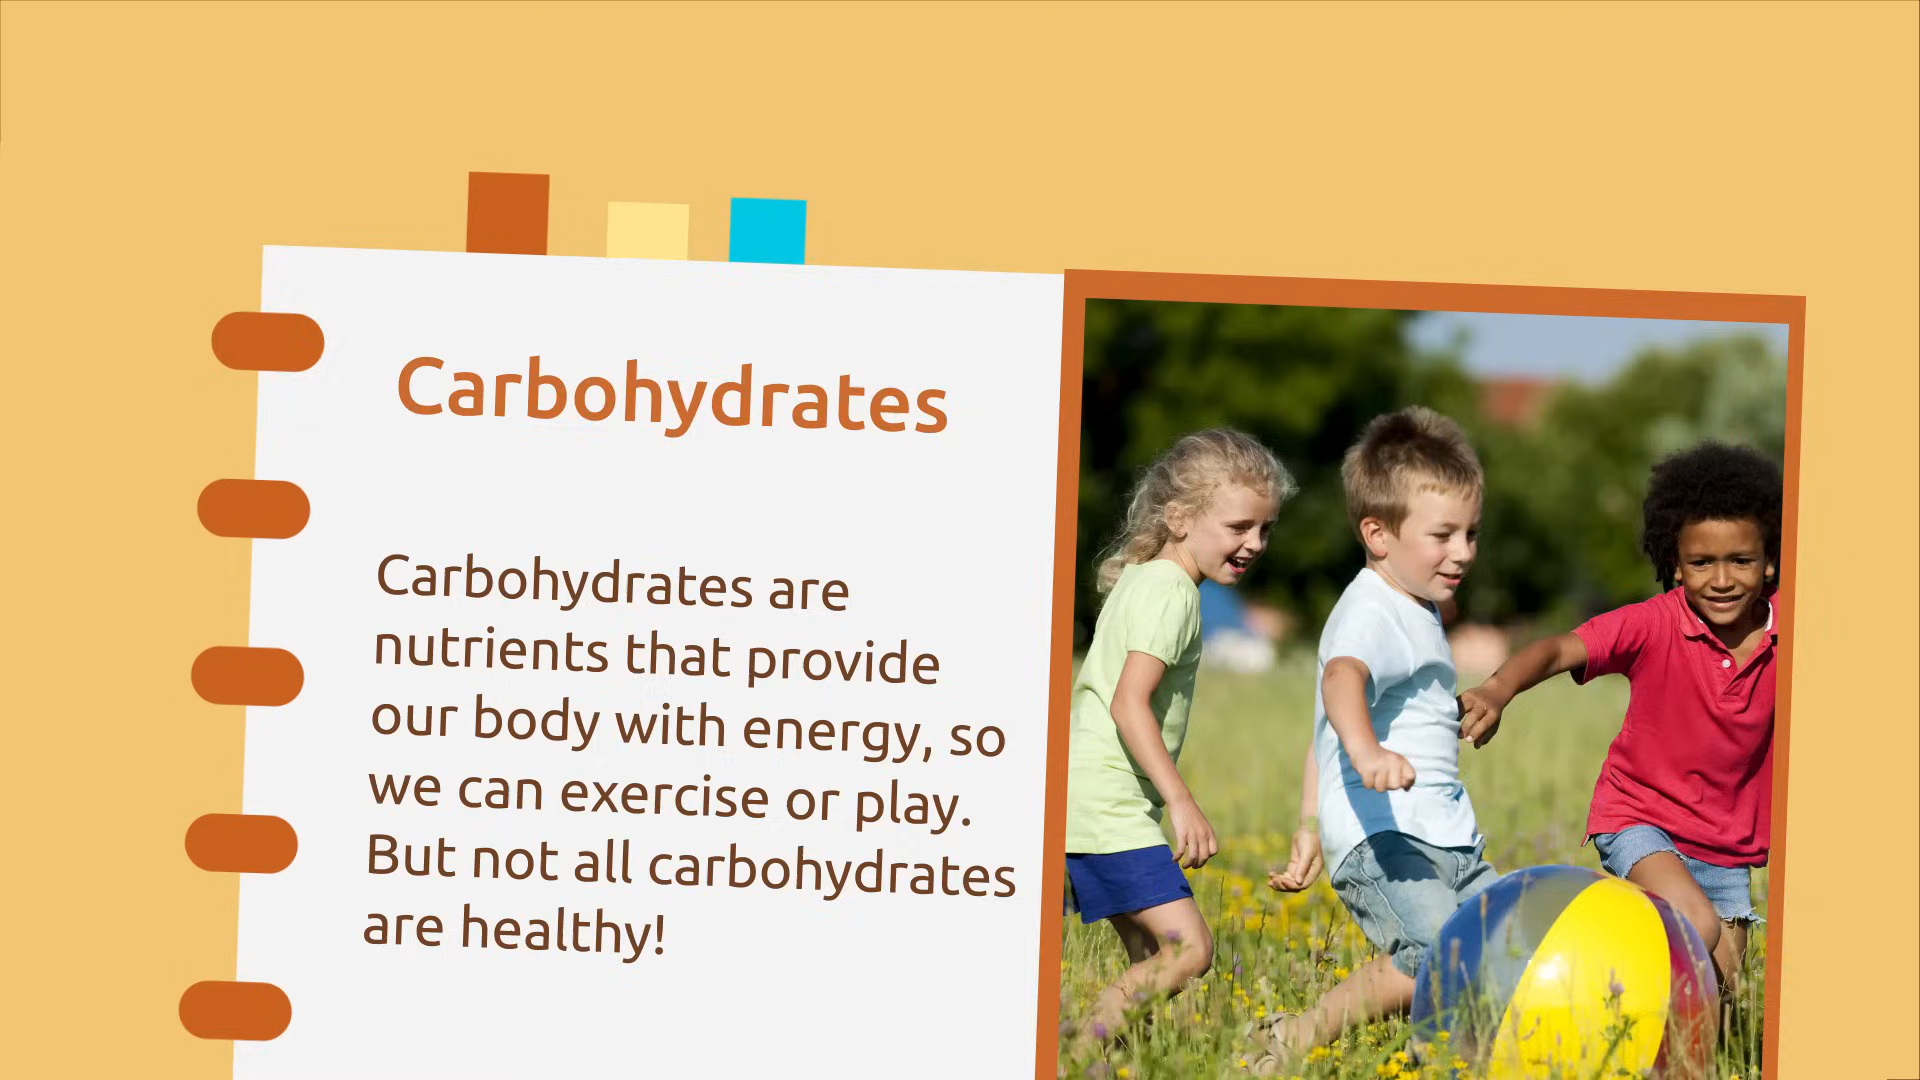 Carbohydrates
Carbohydrates are
nutrients that provide
our body with energy, so
we can exercise or play.
But not all carbohydrates
are healthy!